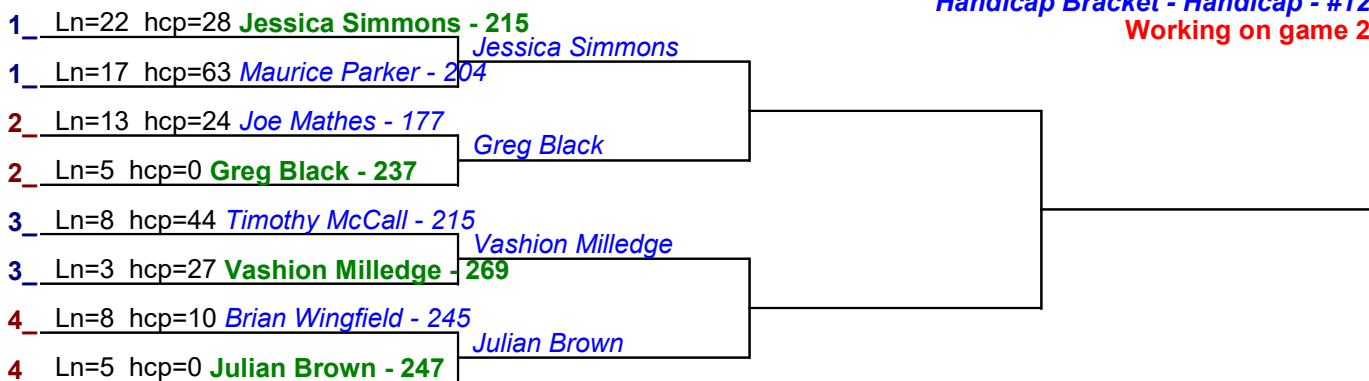 Handicap Bracket - Handicap - #12
Working on game 2
1_ Ln=22 hcp=28 Jessica Simmons - 215
Jessica Simmons
1_ Ln=17 hcp=63 Maurice Parker - 204
2_ Ln=13 hcp=24 Joe Mathes - 177
Greg Black
2_ Ln=5 hcp=0 Greg Black - 237
3_ Ln=8 hcp=44 Timothy McCall - 215
Vashion Milledge
3_ Ln=3 hcp=27 Vashion Milledge - 269
4_ Ln=8 hcp=10 Brian Wingfield - 245
Julian Brown
4 Ln=5 hcp=0 Julian Brown - 247